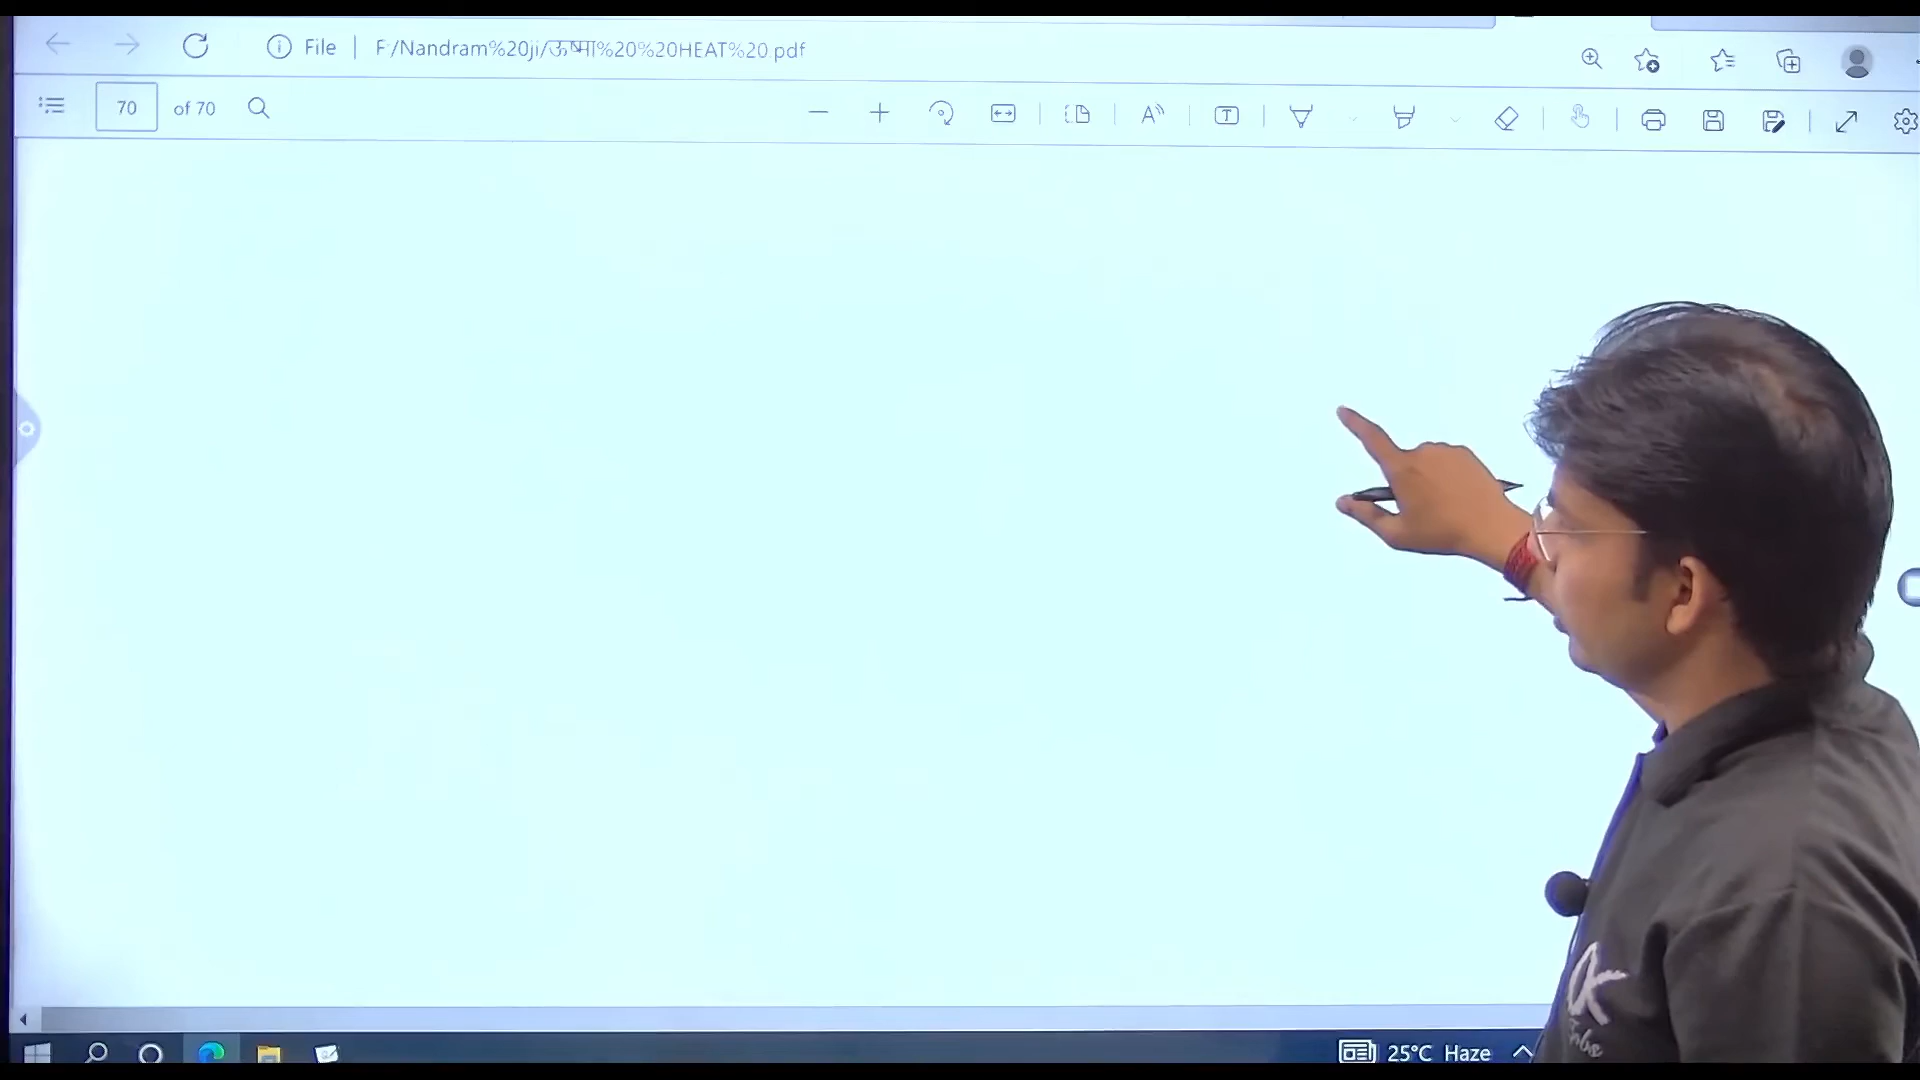 File F:/Nandram%20ji/ऊष्मा%20%20HEAT%20.pdf
70 of 70
25°C Haze